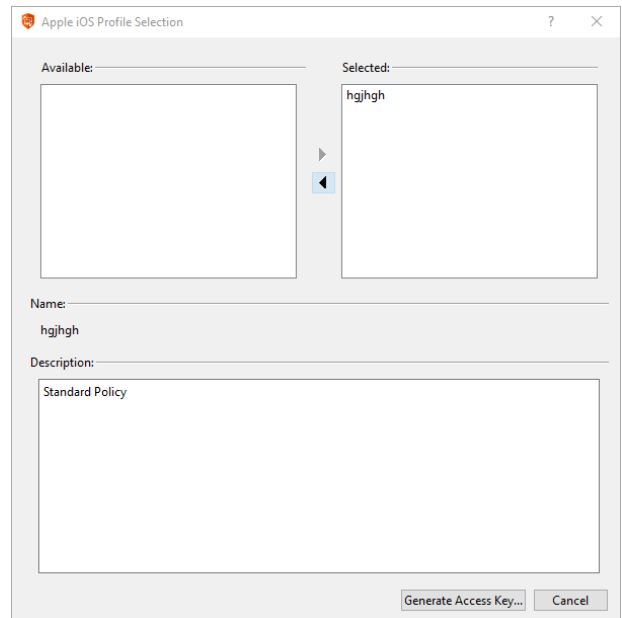 Apple iOS Profile Selection
?
Available:
Selected:
hgjhgh
Name:
hgjhgh
Description:
Standard Policy
Generate Access Key...
Cancel